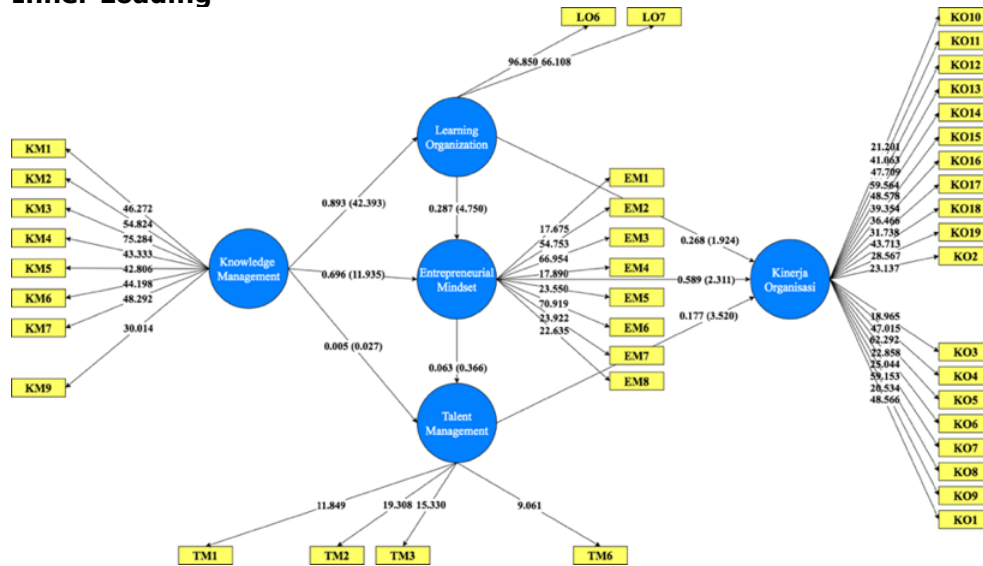 Inner Loading
LO6
LO7
96.850 66.108
Learning
Organization
KM1
KM2
KM3
KM4
KM5
KM6
KM7
KM9
46.272
54.824
75.284
43.333
42.806
44.198
48.292
30.014
Knowledge
Management
0.893 (42.393)
0.696 (11.935)
0.005 (0.027)
0.287 (4.750)
Entrepreneurial
Mindset
0.063 (0.366)
Talent
Management
17.675
54.753
66.954
17.890
23.550
70.919
23.922
22.635
EM1
EM2
EM3
EM4
EM5
EM6
EM7
EM8
0.268 (1.924)
0.589 (2.311)
0.177 (3.520)
Kinerja
Organisasi
21.201
41.063
47.709
59.564
48.578
39.354
36.466
31.738
43.713
28.567
23.137
KO10
KO11
KO12
KO13
KO14
KO15
KO16
KO17
KO18
KO19
KO2
18.965
47.015
62.292
22.858
25.044
59.153
20.534
48.566
KO3
KO4
KO5
KO6
KO7
KO8
KO9
KO1
11.849
19.308
15.330
9.061
TM1
TM2
TM3
TM6